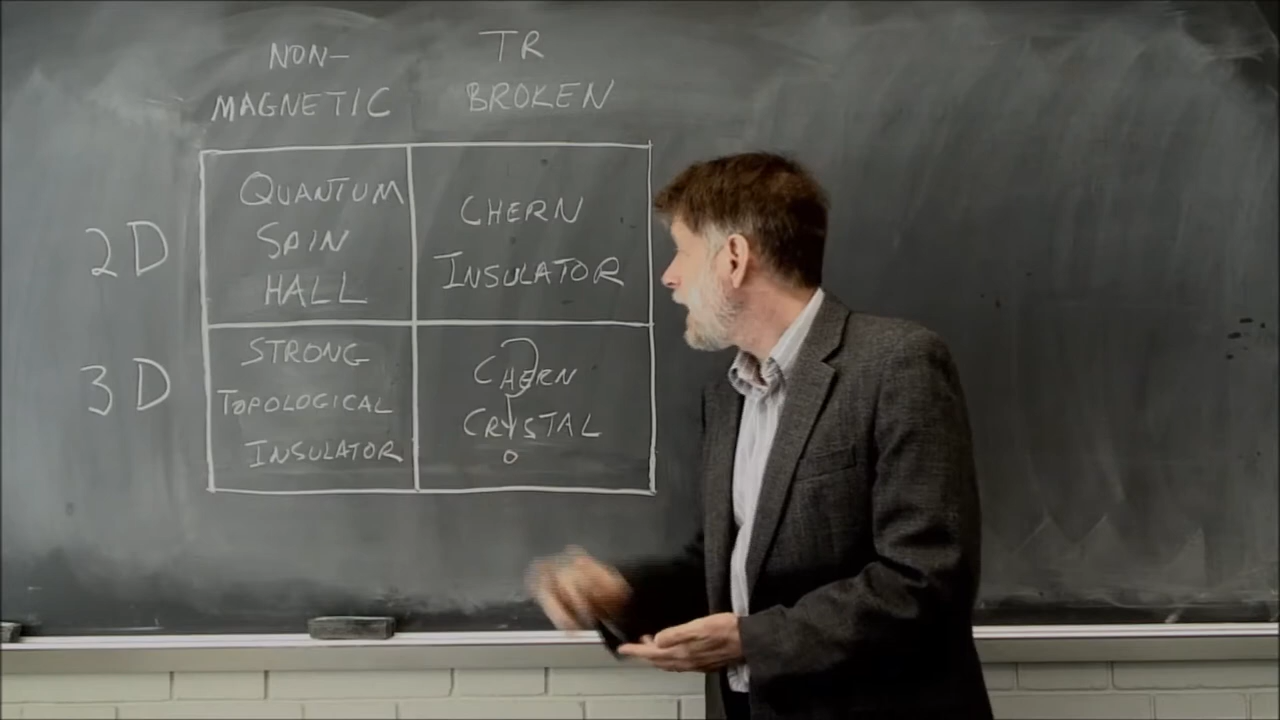 NON-
MAGNETIC
TR
BROKEN
2D
QUANTUM
SPIN
HALL
CHERN
INSULATOR
3D
STRONG
TOPOLOGICAL
INSULATOR
CHERN
CRYSTAL
?